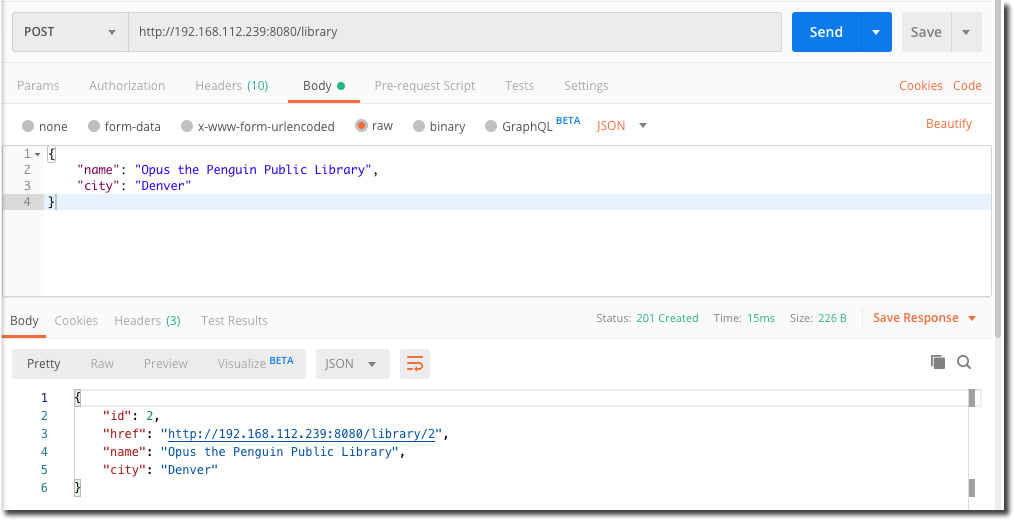 POST http://192.168.112.239:8080/library Send Save
Params Authorization Headers (10) Body Pre-request Script Tests Settings Cookies Code
none form-data x-www-form-urlencoded raw binary GraphQL BETA JSON Beautify
1 {
2 "name": "Opus the Penguin Public Library",
3 "city": "Denver"
4 }
Body Cookies Headers (3) Test Results Status: 201 Created Time: 15ms Size: 226 B Save Response
Pretty Raw Preview Visualize BETA JSON
1 {
2 "id": 2,
3 "href": "http://192.168.112.239:8080/library/2",
4 "name": "Opus the Penguin Public Library",
5 "city": "Denver"
6 }